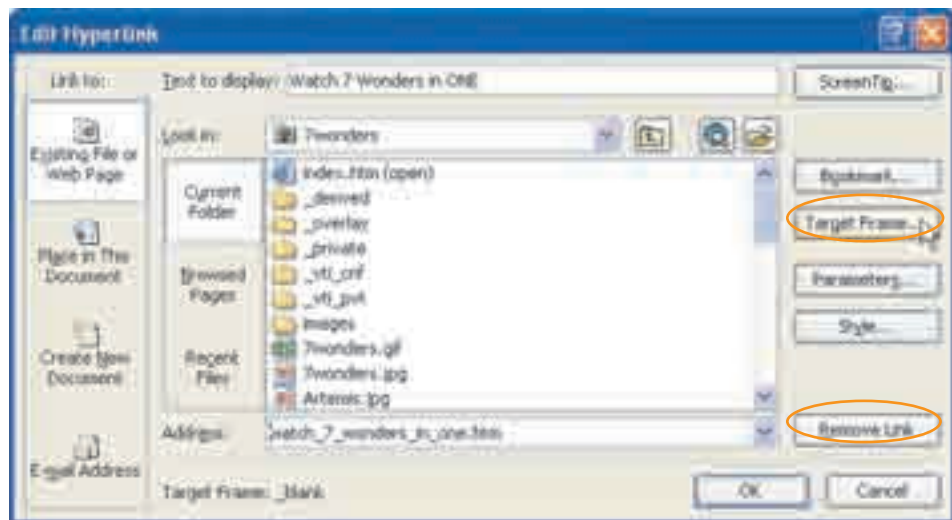 Edit Hyperlink
Link to:
Text to display: Watch 7 Wonders in ONE
ScreenTip...
Existing File or
Web Page
Look in: 7wonders
Current
Folder
index.htm (open)
_derived
_overlay
_private
_vti_cnf
_vti_pvt
images
7wonders.gif
7wonders.jpg
Artemis.jpg
Bookmark...
Target Frame...
Place in This
Document
Browsed
Pages
Parameters...
Style...
Create New
Document
Recent
Files
Address: watch_7_wonders_in_one.htm
Remove Link
E-mail Address
Target Frame: _blank
OK
Cancel